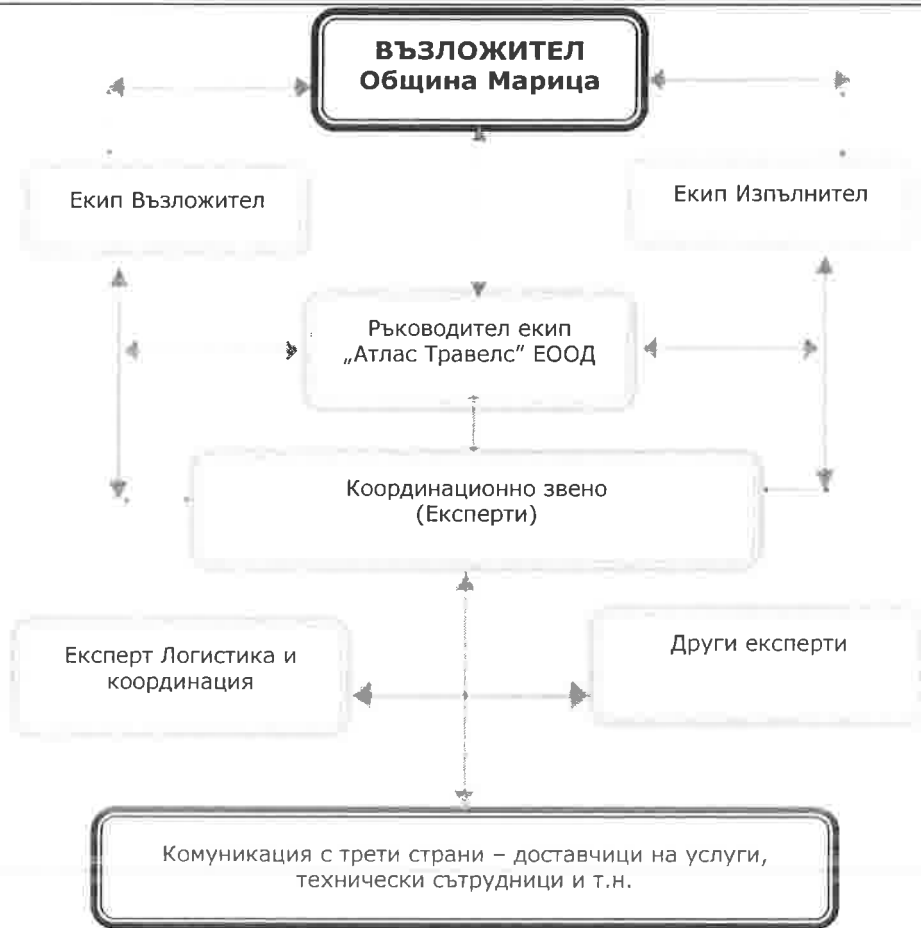 ВЪЗЛОЖИТЕЛ
Община Марица
Екип Възложител
Екип Изпълнител
Ръководител екип
„Атлас Травелс" ЕООД
Координационно звено
(Експерти)
Експерт Логистика и
координация
Други експерти
Комуникация с трети страни – доставчици на услуги,
технически сътрудници и т.н.